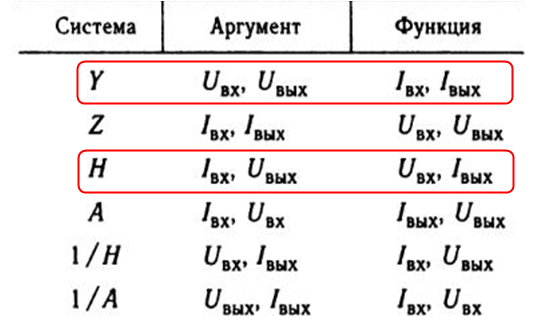 Система Аргумент Функция
Y Uвх, Uвых Iвх, Iвых
Z Iвх, Iвых Uвх, Uвых
H Iвх, Uвых Uвх, Iвых
A Iвх, Uвх Iвых, Uвых
1/H Uвх, Iвых Iвх, Uвых
1/A Uвых, Iвых Iвх, Uвх